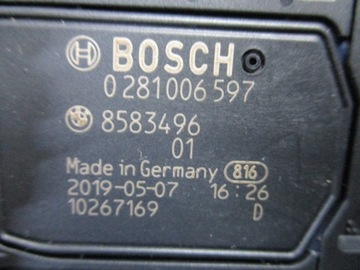 BOSCH
0 281 006 597
8583496
01
Made in Germany 816
2019-05-07 16:26
10267169 D